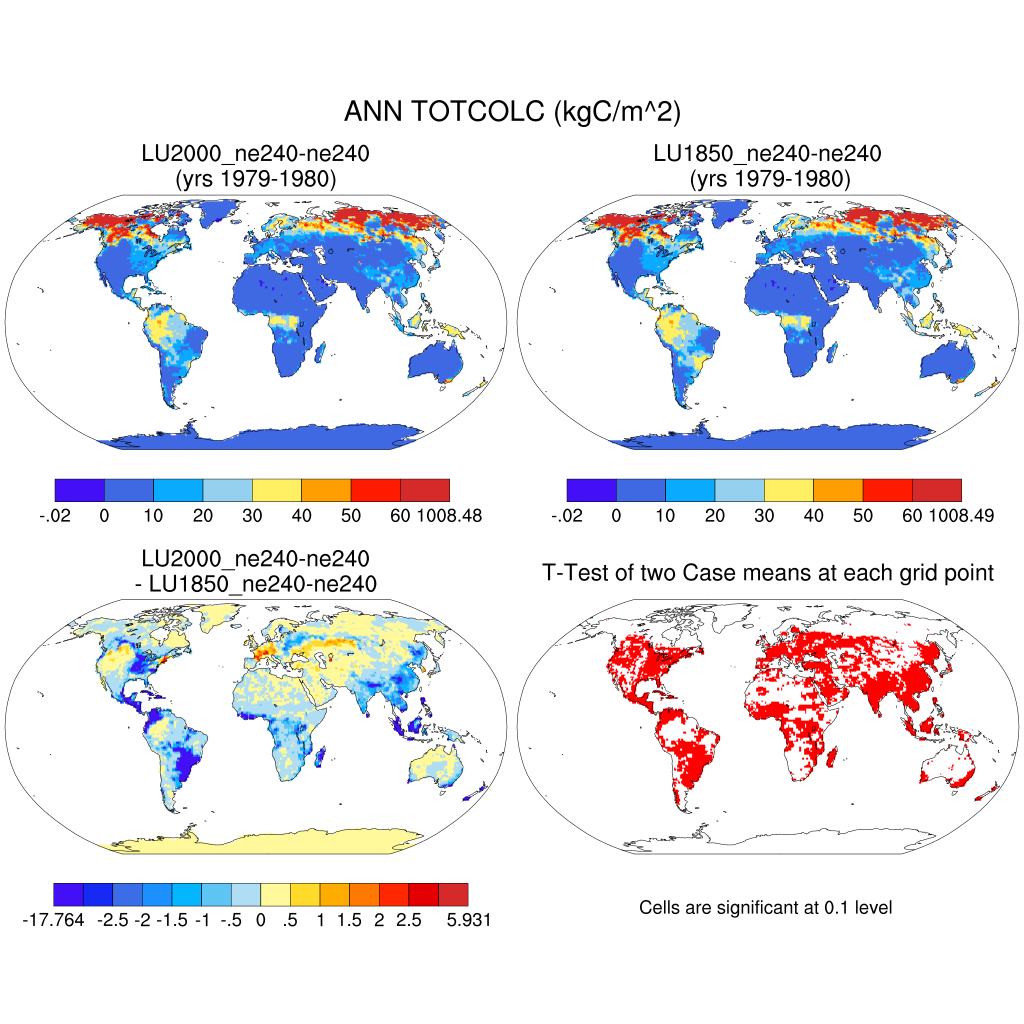 ANN TOTCOLC (kgC/m^2)
LU2000_ne240-ne240
(yrs 1979-1980)
LU1850_ne240-ne240
(yrs 1979-1980)
-.02 0 10 20 30 40 50 60 1008.48
-.02 0 10 20 30 40 50 60 1008.49
LU2000_ne240-ne240
- LU1850_ne240-ne240
T-Test of two Case means at each grid point
-17.764 -2.5 -2 -1.5 -1 -.5 0 .5 1 1.5 2 2.5 5.931
Cells are significant at 0.1 level